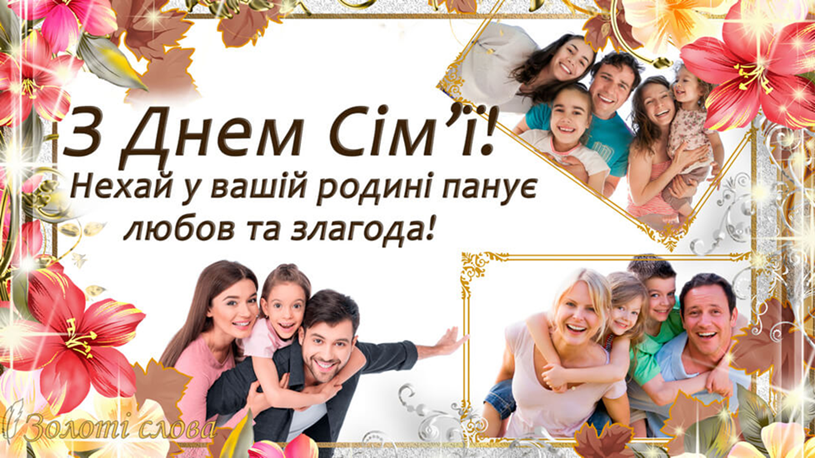 З Днем Сім’ї!
Нехай у вашій родині панує
любов та злагода!
Золоті слова